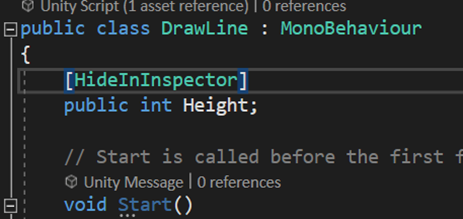 Unity Script (1 asset reference) | 0 references
public class DrawLine : MonoBehaviour
{
[HideInInspector]
public int Height;
// Start is called before the first f
Unity Message | 0 references
void Start()